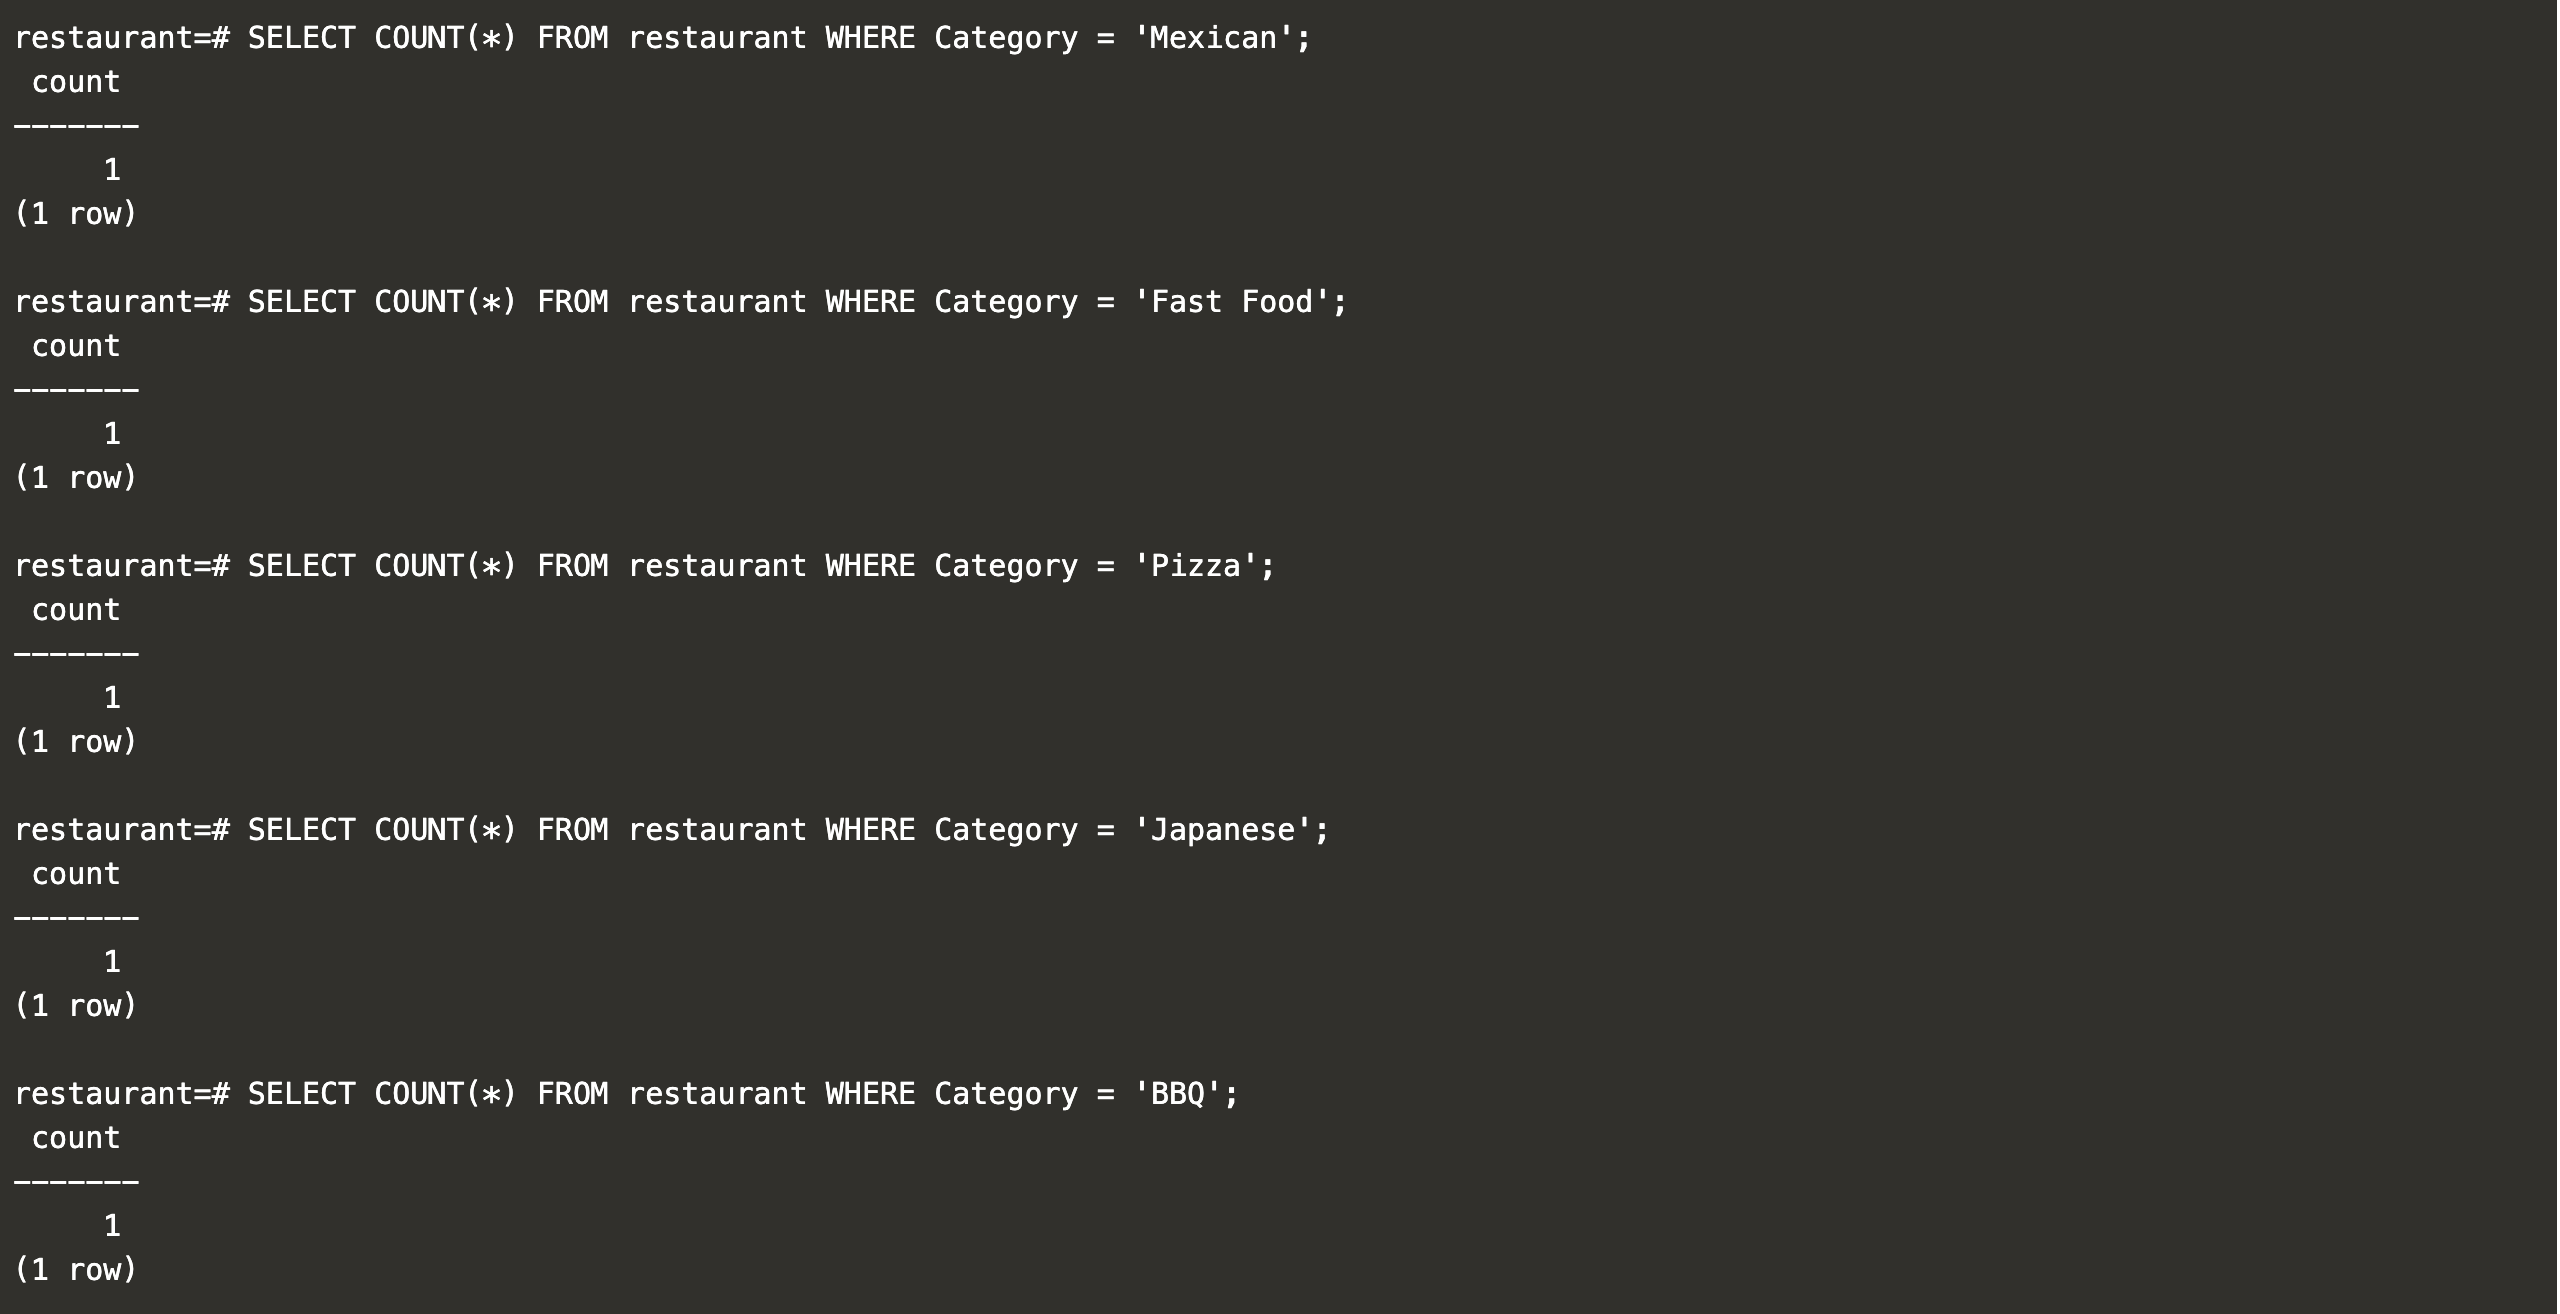 restaurant=# SELECT COUNT(*) FROM restaurant WHERE Category = 'Mexican';
 count
-------
     1
(1 row)

restaurant=# SELECT COUNT(*) FROM restaurant WHERE Category = 'Fast Food';
 count
-------
     1
(1 row)

restaurant=# SELECT COUNT(*) FROM restaurant WHERE Category = 'Pizza';
 count
-------
     1
(1 row)

restaurant=# SELECT COUNT(*) FROM restaurant WHERE Category = 'Japanese';
 count
-------
     1
(1 row)

restaurant=# SELECT COUNT(*) FROM restaurant WHERE Category = 'BBQ';
 count
-------
     1
(1 row)